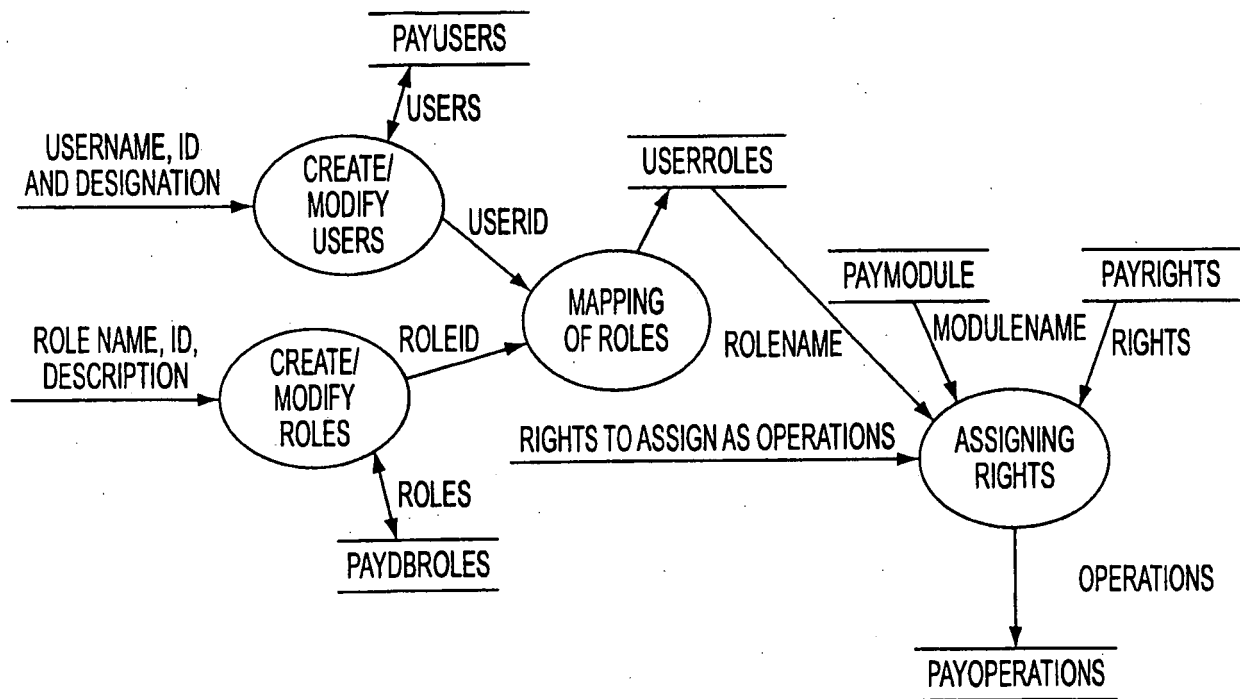 PAYUSERS
USERS
USERNAME, ID
AND DESIGNATION
CREATE/
MODIFY
USERS
USERID
USERROLES
MAPPING
OF ROLES
PAYMODULE
PAYRIGHTS
ROLE NAME, ID,
DESCRIPTION
CREATE/
MODIFY
ROLES
ROLEID
ROLENAME
MODULENAME
RIGHTS
RIGHTS TO ASSIGN AS OPERATIONS
ASSIGNING
RIGHTS
ROLES
PAYDBROLES
OPERATIONS
PAYOPERATIONS